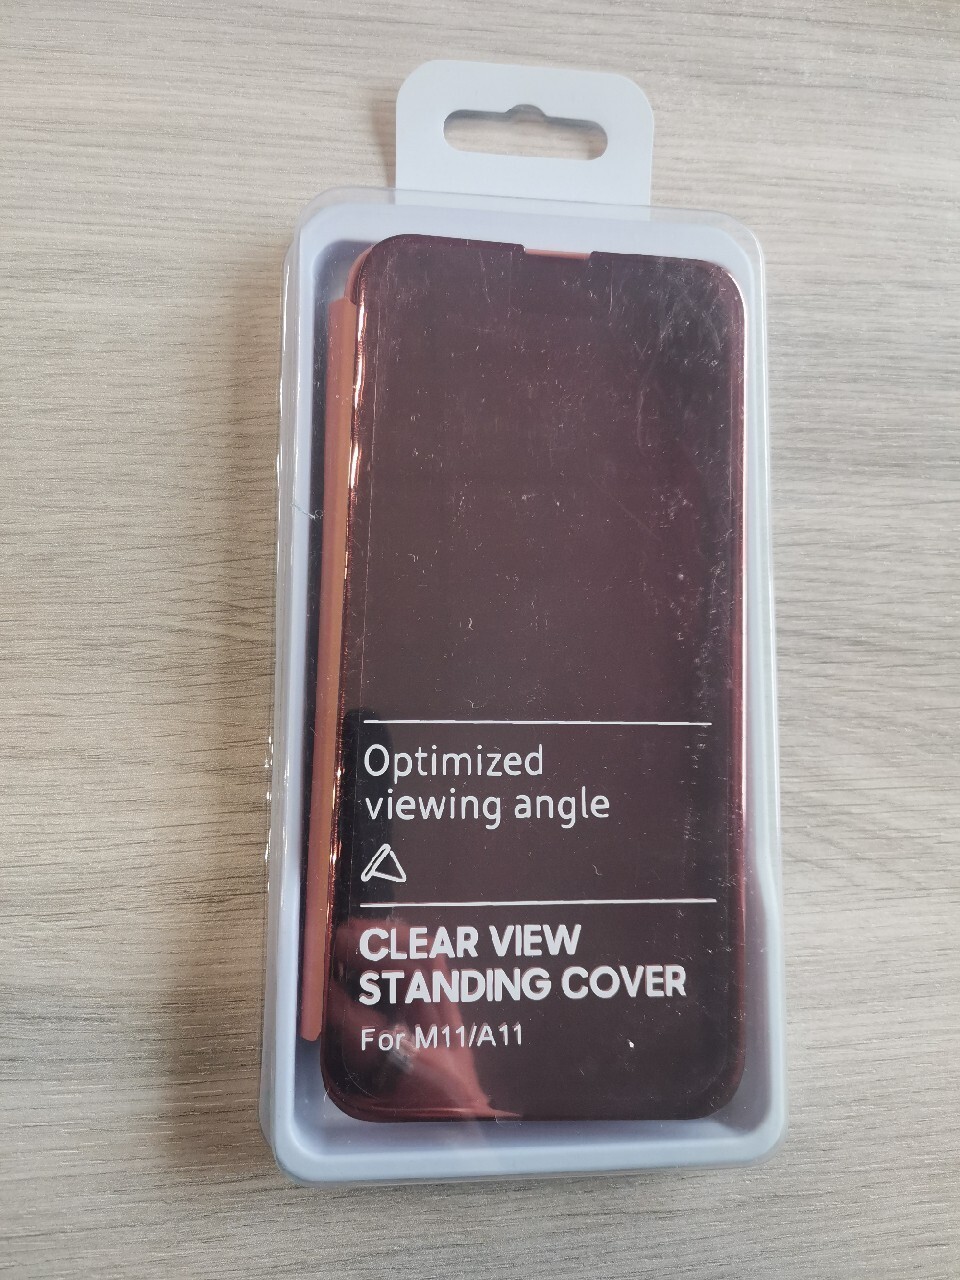 Optimized
viewing angle
CLEAR VIEW
STANDING COVER
For M11/A11